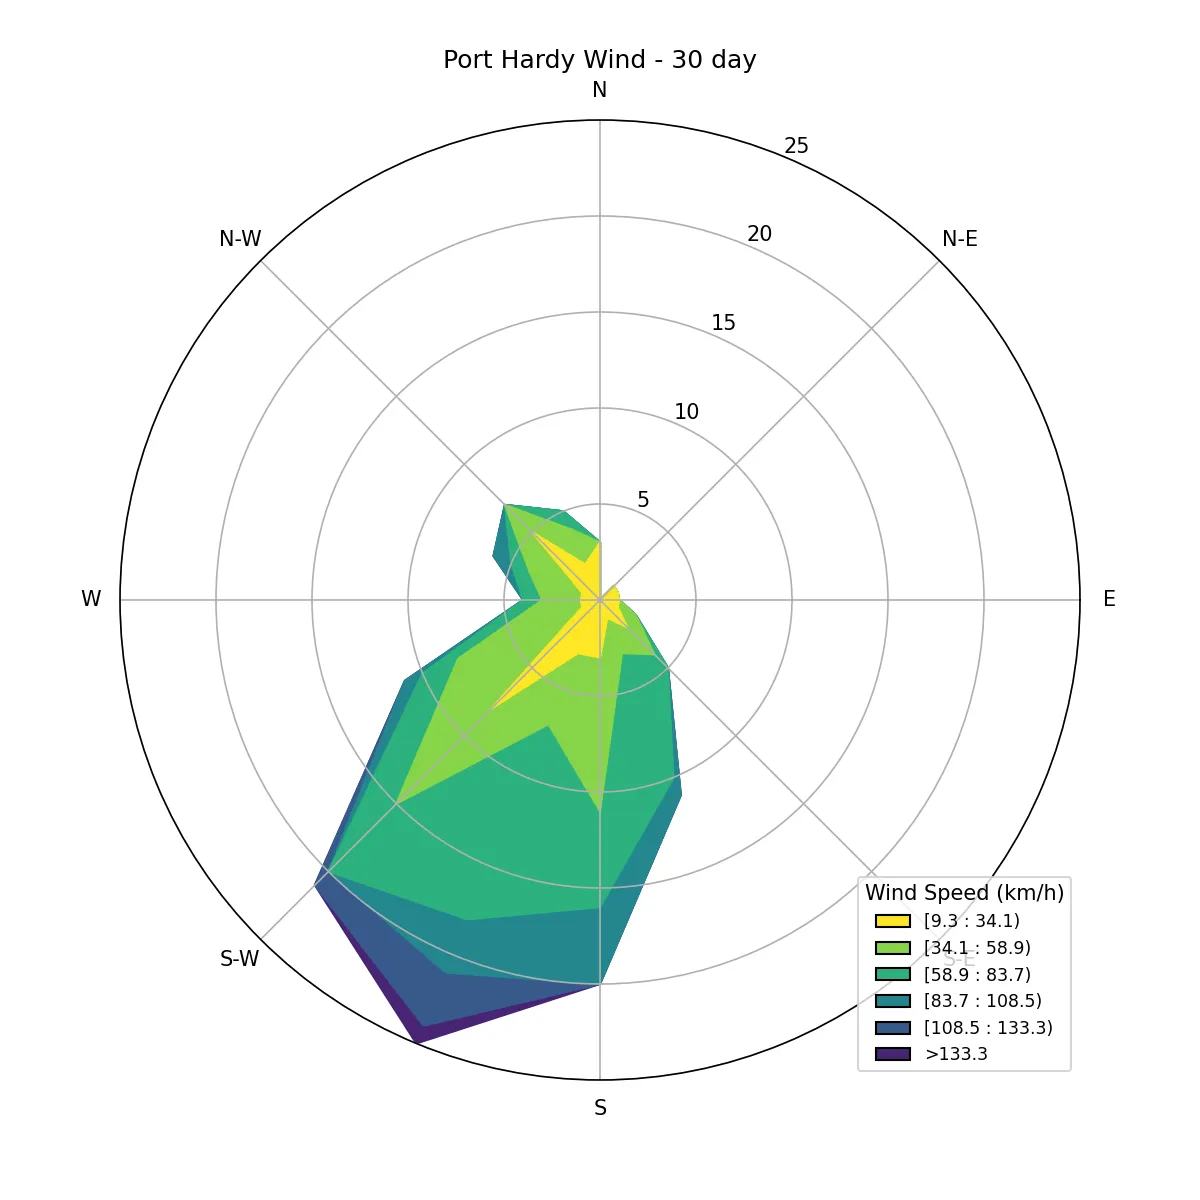 Port Hardy Wind - 30 day
N
25
N-W
20
N-E
15
10
5
W
E
Wind Speed (km/h)
[9.3 : 34.1)
[34.1 : 58.9)
S-W
S-E
[58.9 : 83.7)
[83.7 : 108.5)
[108.5 : 133.3)
>133.3
S